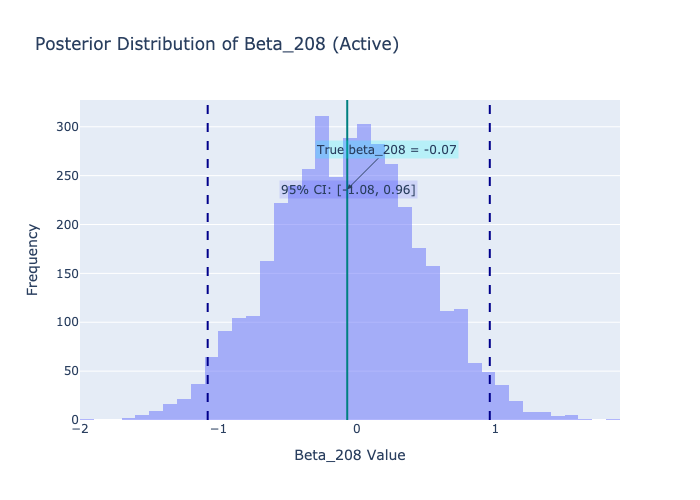 Posterior Distribution of Beta_208 (Active)
300
True beta_208 = -0.07
250
95% CI: [-1.08, 0.96]
200
150
100
50
0
−2
−1
0
1
Frequency
Beta_208 Value